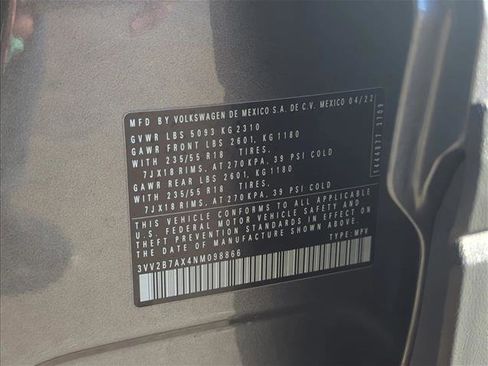 MFD BY VOLKSWAGEN DE MEXICO S.A. DE C.V. MEXICO 04/22
GVWR LBS 5093 KG 2310
GAWR FRONT LBS 2601, KG 1180
WITH 235/55 R18 TIRES.
7JX18 RIMS, AT 270 KPA, 39 PSI COLD
GAWR REAR LBS 2601, KG 1180
WITH 235/55 R18 TIRES.
7JX18 RIMS, AT 270 KPA, 39 PSI COLD
THIS VEHICLE CONFORMS TO ALL APPLICABLE
U.S. FEDERAL MOTOR VEHICLE SAFETY AND
THEFT PREVENTION STANDARDS IN EFFECT ON
THE DATE OF MANUFACTURE SHOWN ABOVE.
3VV2B7AX4NM098866 TYPE: MPV